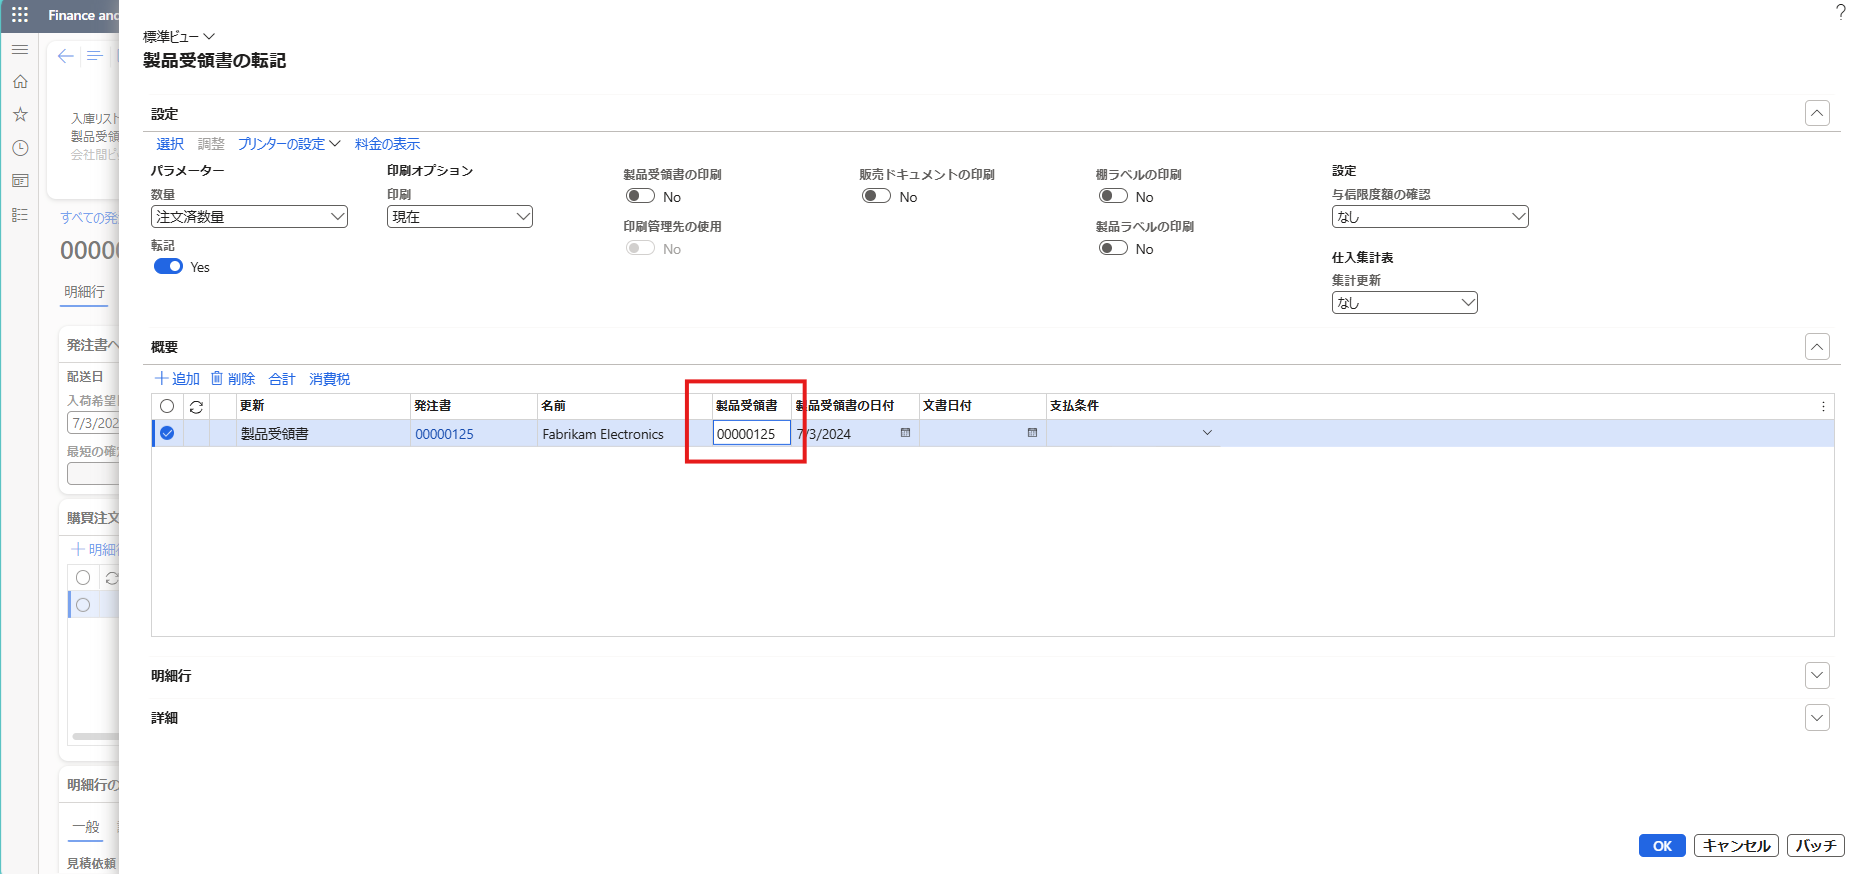 Finance and
?
標準ビュー
製品受領書の転記
設定
選択 調整 プリンターの設定 料金の表示
パラメーター
数量
注文済数量
転記
Yes
印刷オプション
印刷
現在
製品受領書の印刷
No
印刷管理先の使用
No
販売ドキュメントの印刷
No
棚ラベルの印刷
No
製品ラベルの印刷
No
設定
与信限度額の確認
なし
仕入集計表
集計更新
なし
概要
追加 削除 合計 消費税
更新 発注書 名前 製品受領書 製品受領書の日付 文書日付 支払条件
製品受領書 00000125 Fabrikam Electronics 00000125 7/3/2024
明細行
詳細
OK キャンセル バッチ
入庫リスト
製品受領
会社間ビ
すべての発
0000
明細行
発注書ヘ
配送日
入荷希望
7/3/202
最短の確
購買注文
明細
明細行の
一般
見積依頼